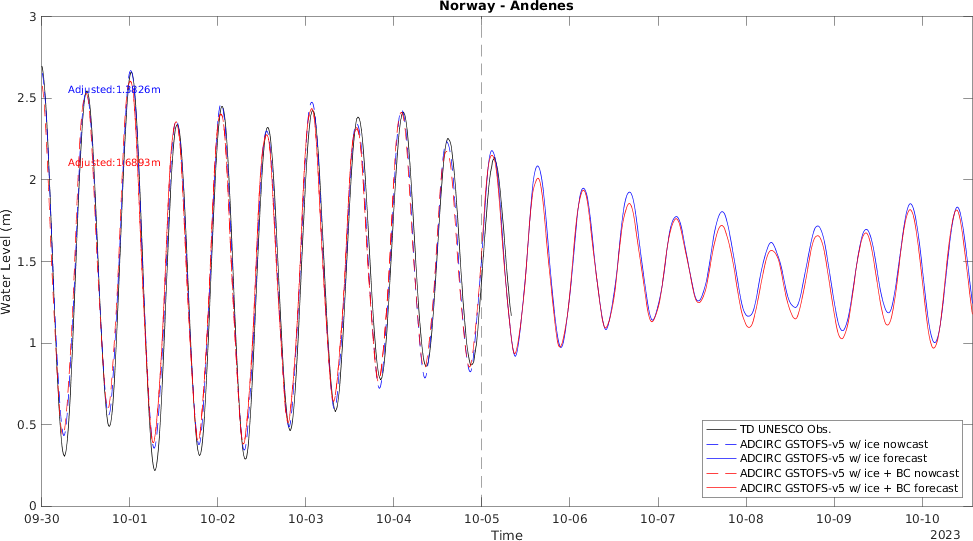 Norway - Andenes
3
2.5
2
1.5
1
0.5
0
Water Level (m)
Adjusted:1.3826m
Adjusted:1.6893m
TD UNESCO Obs.
ADCIRC GSTOFS-v5 w/ ice nowcast
ADCIRC GSTOFS-v5 w/ ice forecast
ADCIRC GSTOFS-v5 w/ ice + BC nowcast
ADCIRC GSTOFS-v5 w/ ice + BC forecast
09-30 10-01 10-02 10-03 10-04 10-05 10-06 10-07 10-08 10-09 10-10
Time
2023